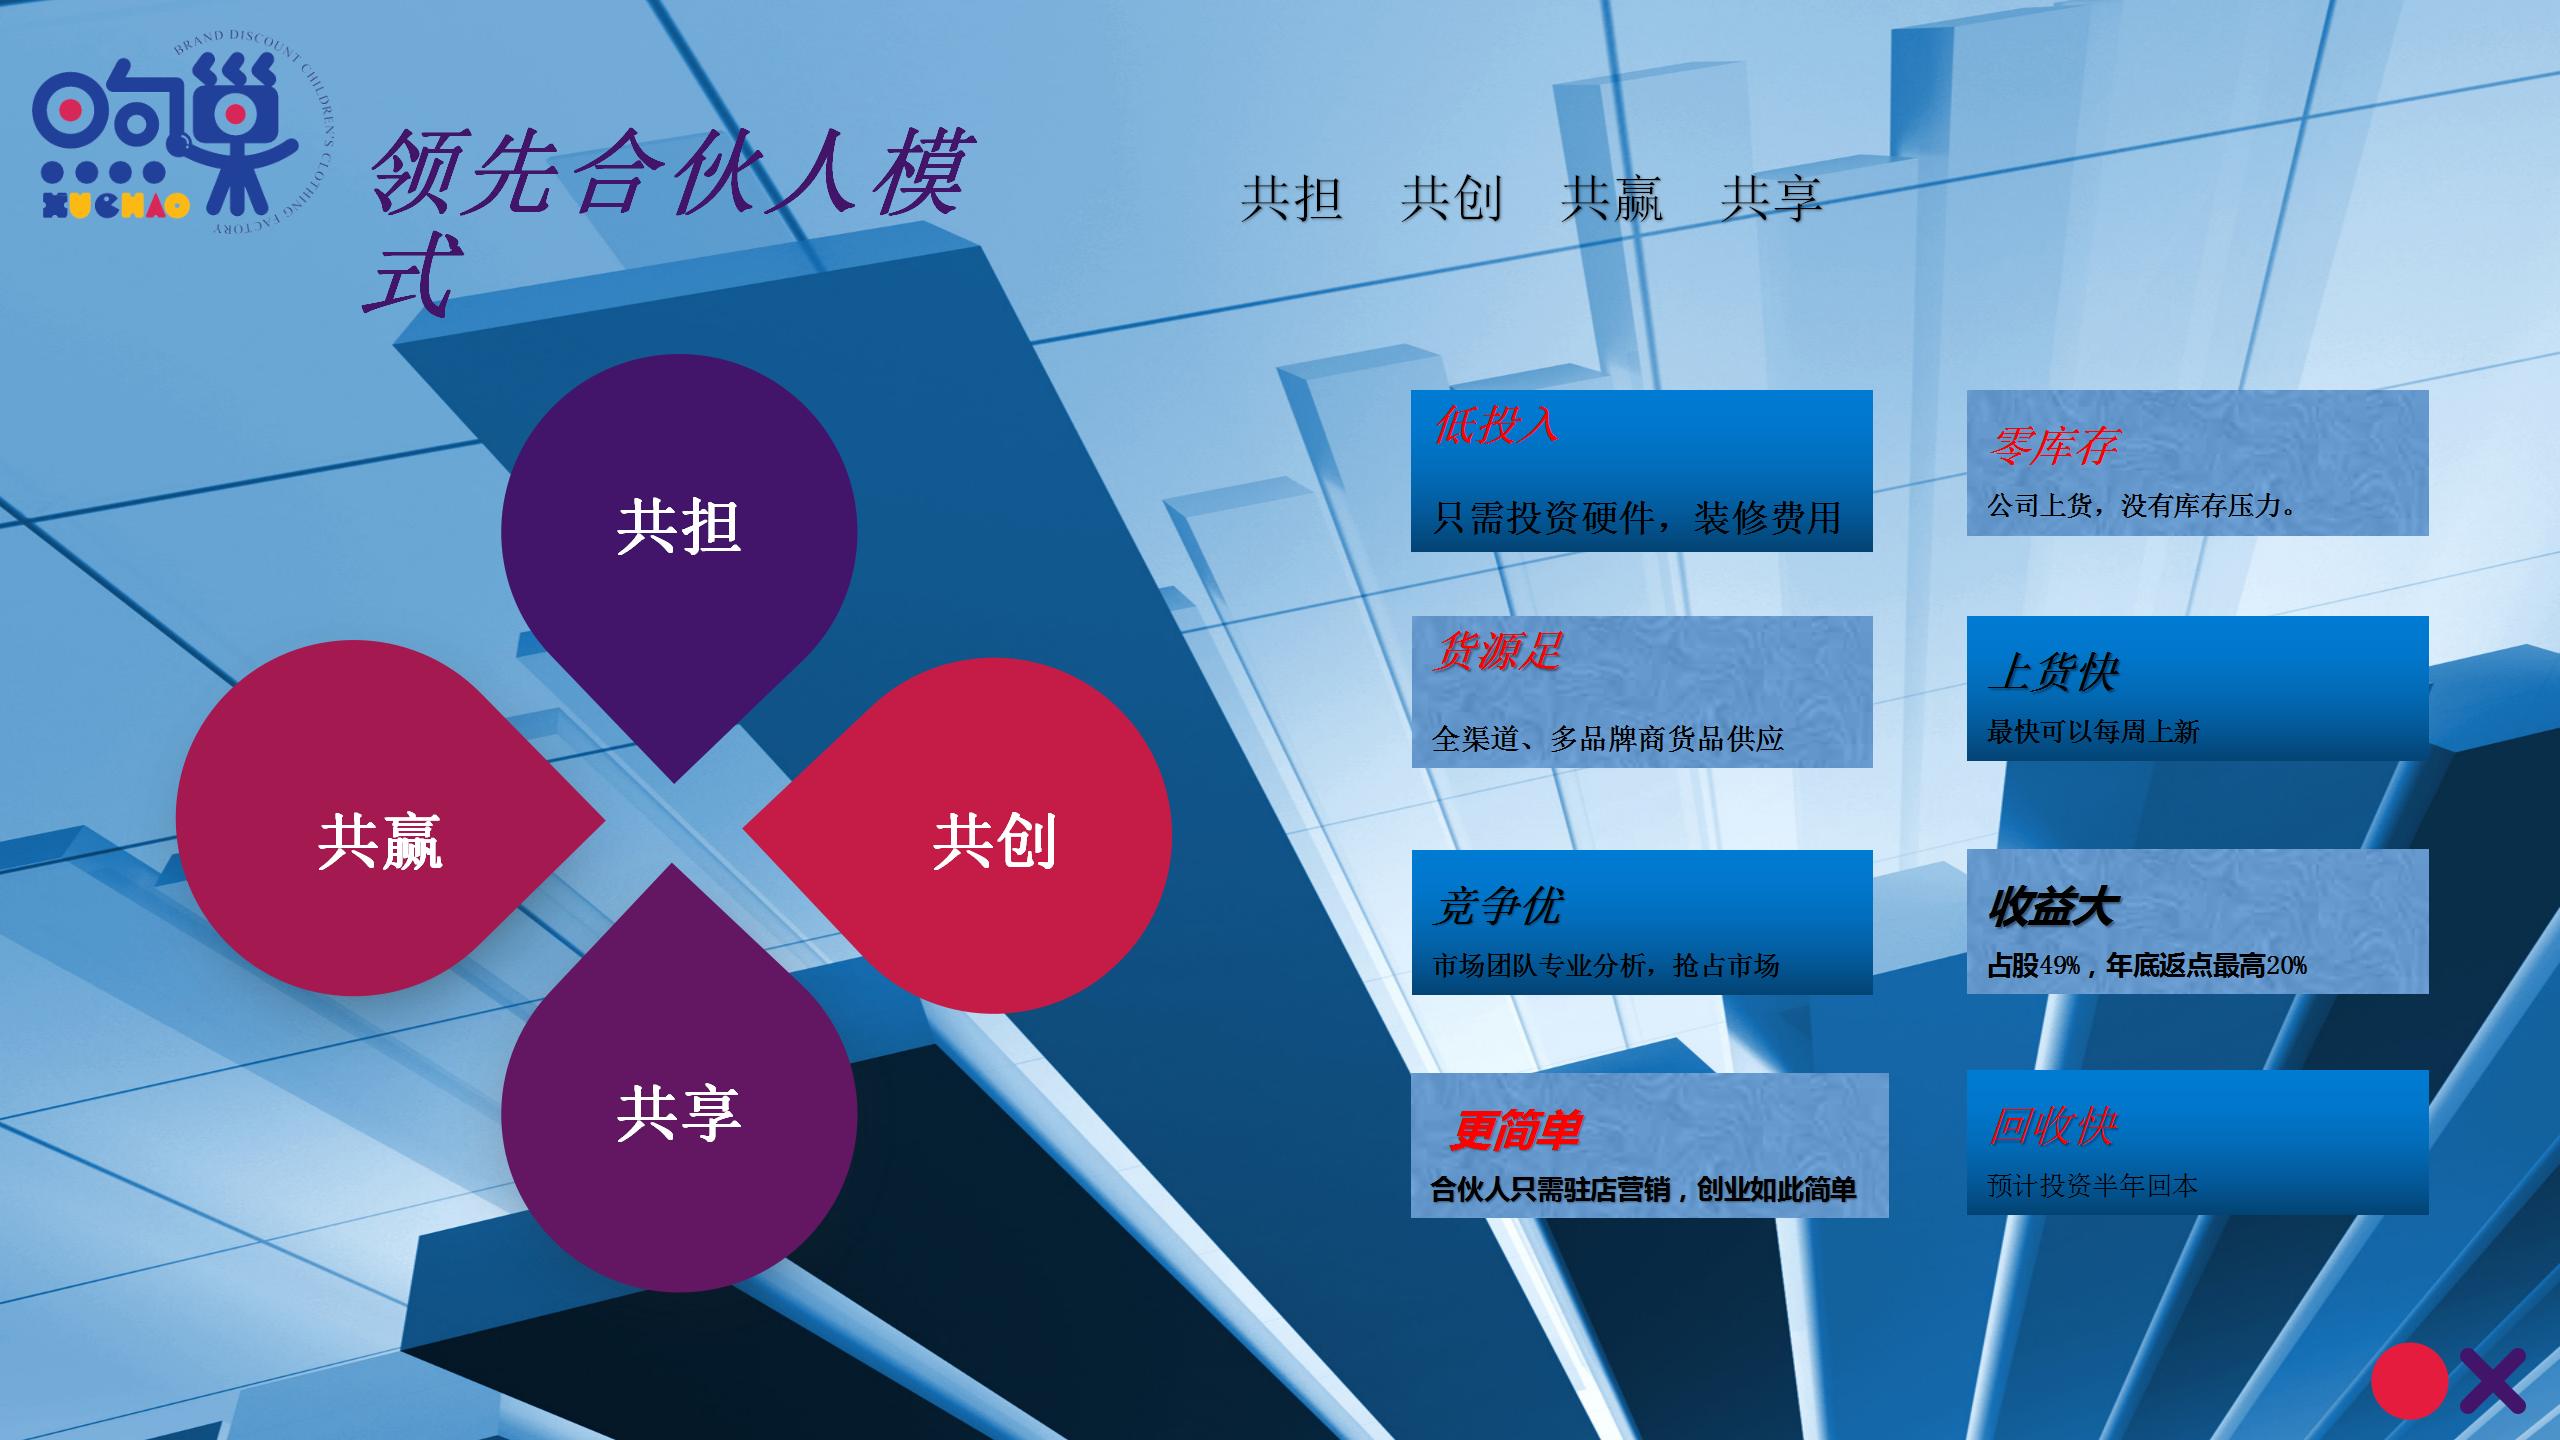 BRAND DISCOUNT CHILDREN'S CLOTHING FACTORY
昫巢
XUCHAO
领先合伙人模
式
共担 共创 共赢 共享
共担
共赢
共创
共享
低投入
只需投资硬件，装修费用
零库存
公司上货，没有库存压力。
货源足
全渠道、多品牌商货品供应
上货快
最快可以每周上新
竞争优
市场团队专业分析，抢占市场
收益大
占股49%，年底返点最高20%
更简单
合伙人只需驻店营销，创业如此简单
回收快
预计投资半年回本